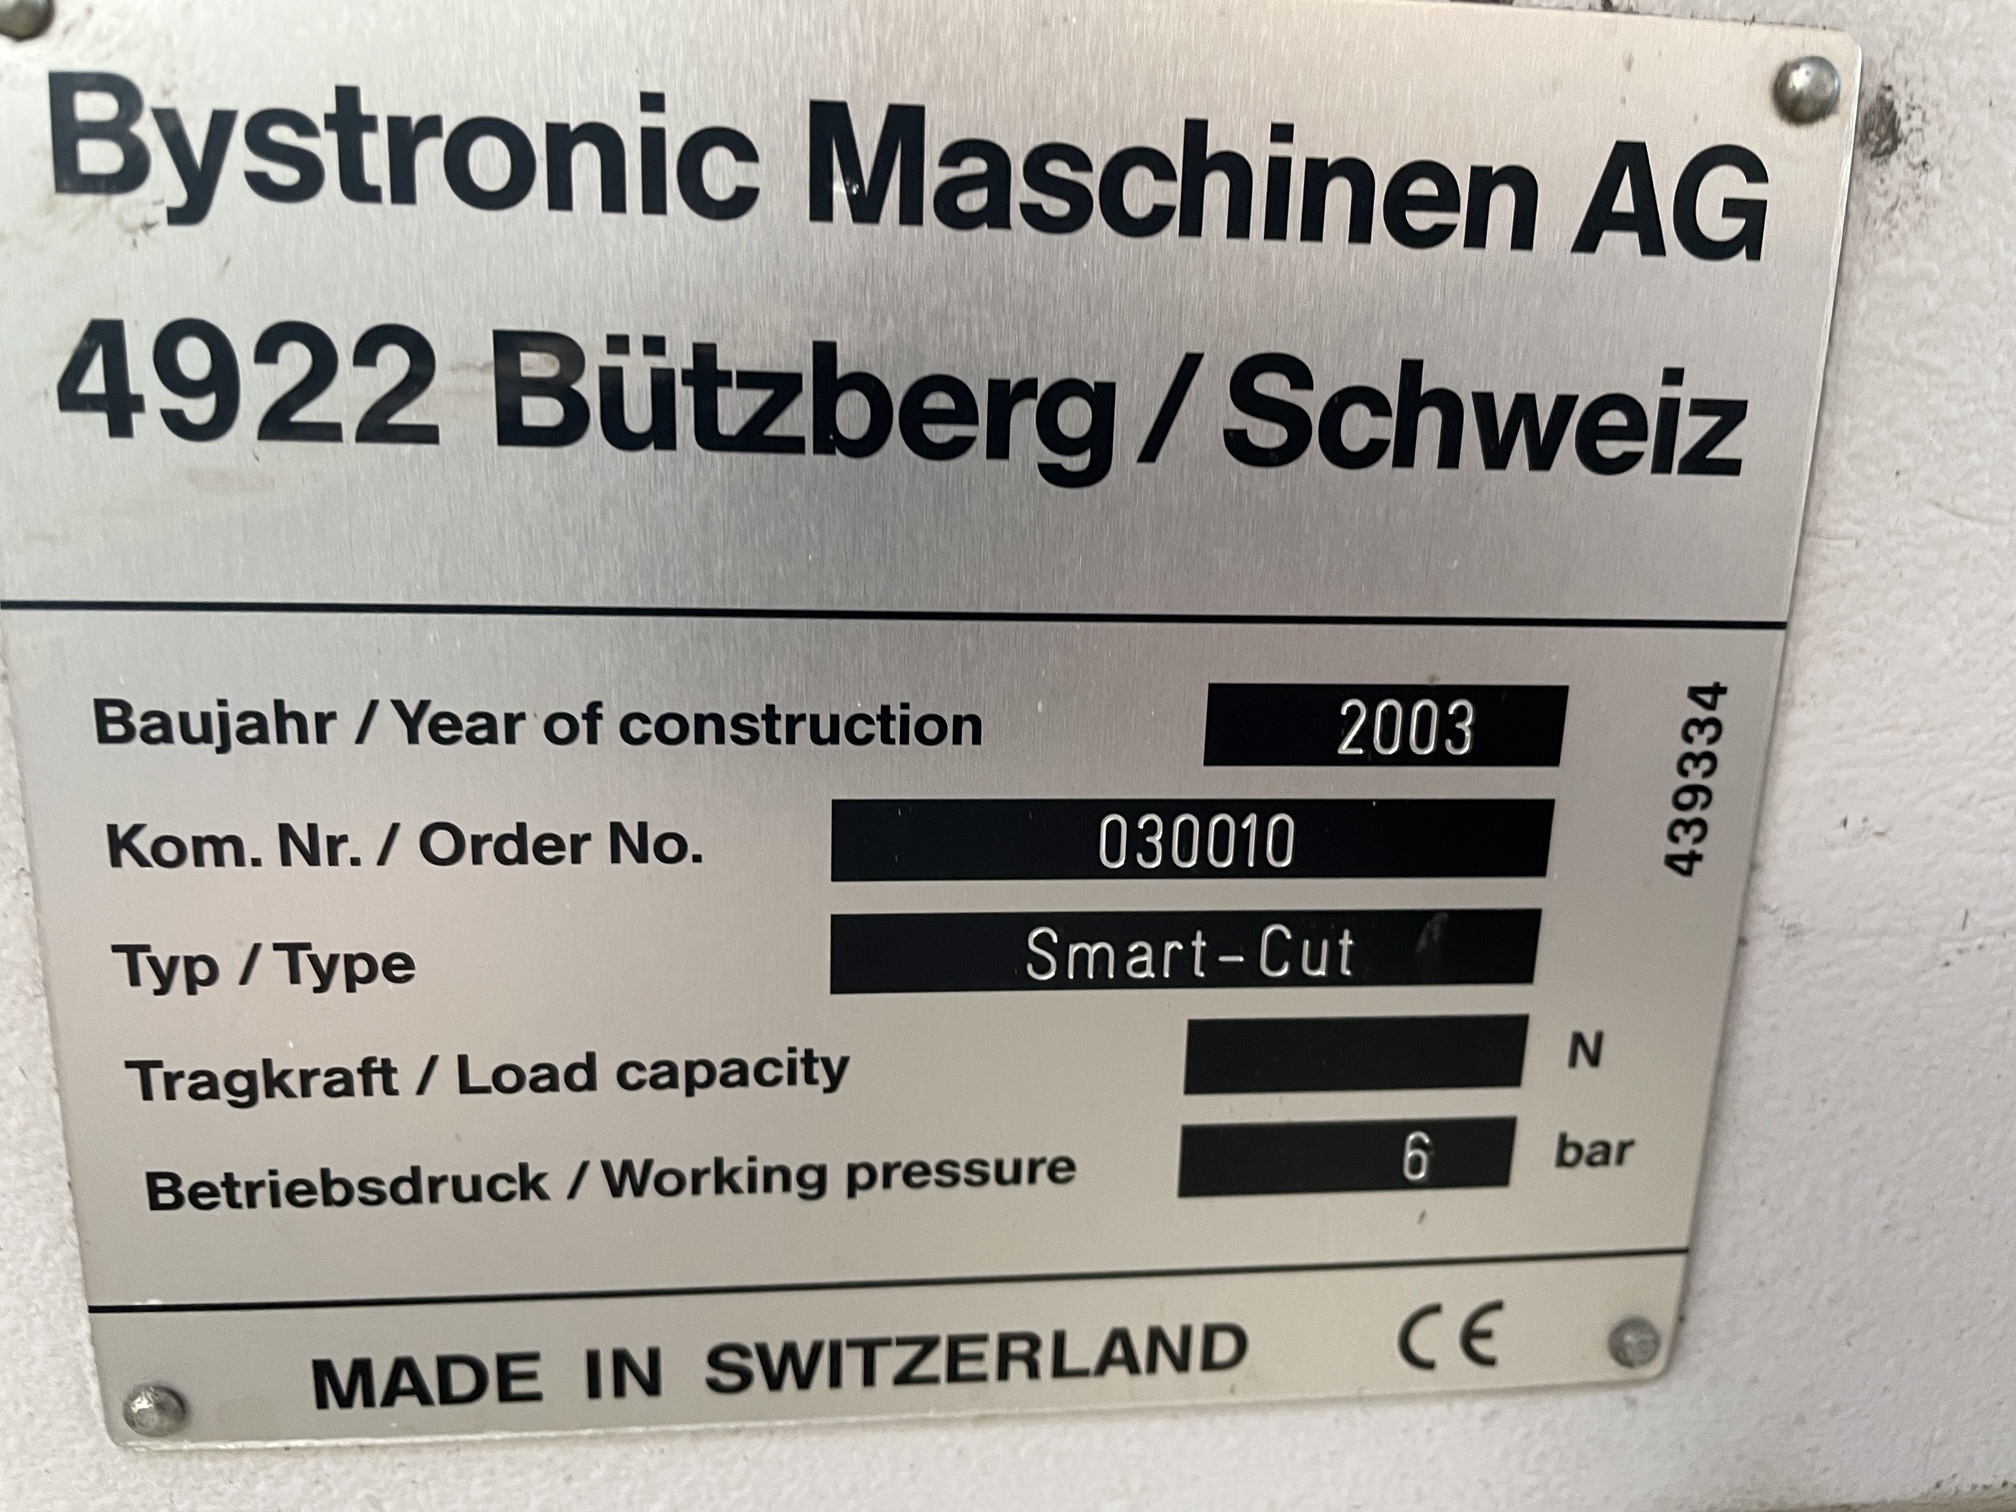 Bystronic Maschinen AG
4922 Bützberg / Schweiz
Baujahr / Year of construction 2003
Kom. Nr. / Order No. 030010
Typ / Type Smart-Cut
Tragkraft / Load capacity N
Betriebsdruck / Working pressure 6 bar
439334
MADE IN SWITZERLAND CE